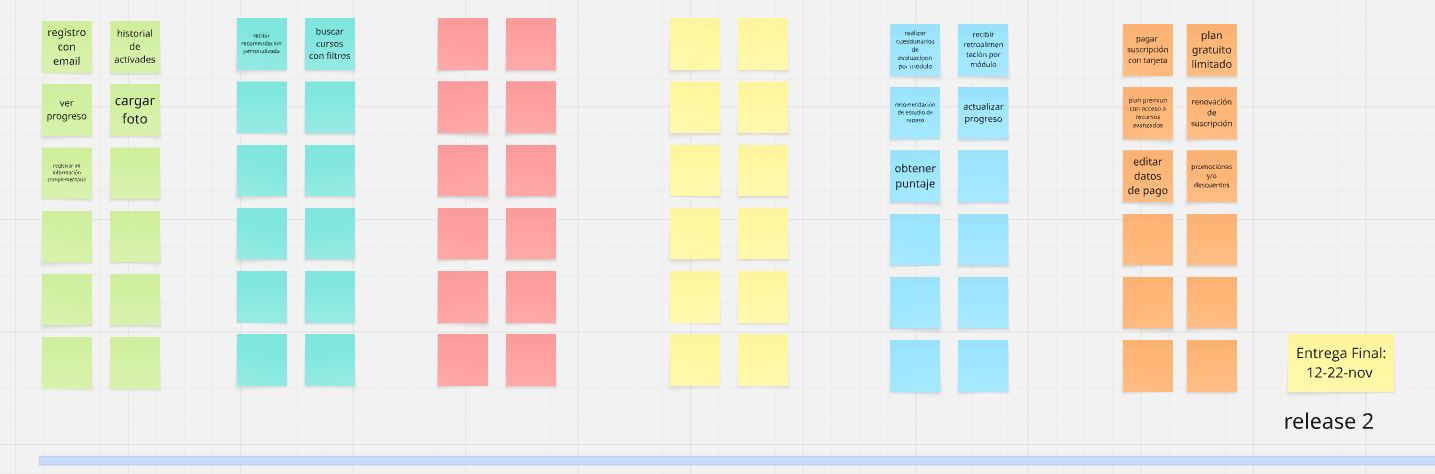 registro
con
email
historial
de
activades
ver
progreso
cargar
foto
registrar mi
información
complementaria
recibir
recomendacion
personalizada
buscar
cursos
con filtros
realizar
cuestionarios
de
evaluacipon
por módulo
recibir
retroalimen
tación por
módulo
recomendación
de estudio de
repaso
actualizar
progreso
obtener
puntaje
pagar
suscripción
con tarjeta
plan
gratuito
limitado
plan premiun
con acceso a
recursos
avanzados
renovación
de
suscripción
editar
datos
de pago
promociones
y/o
descuentos
Entrega Final:
12-22-nov
release 2